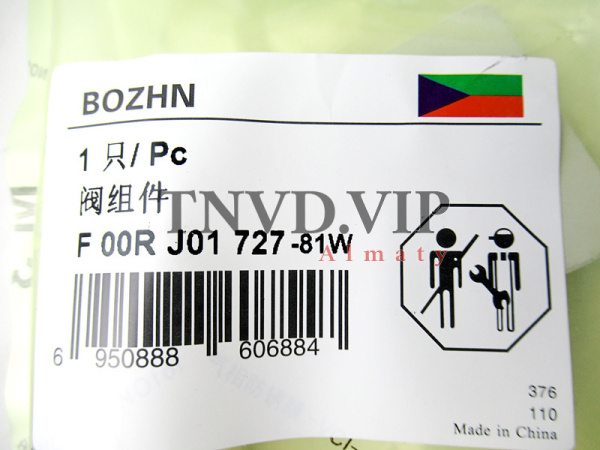 BOZHN
1 只/ Pc
阀组件
TNVD.VIP
F 00R J01 727 -81W
Almaty
6 950888 606884
376
110
Made in China